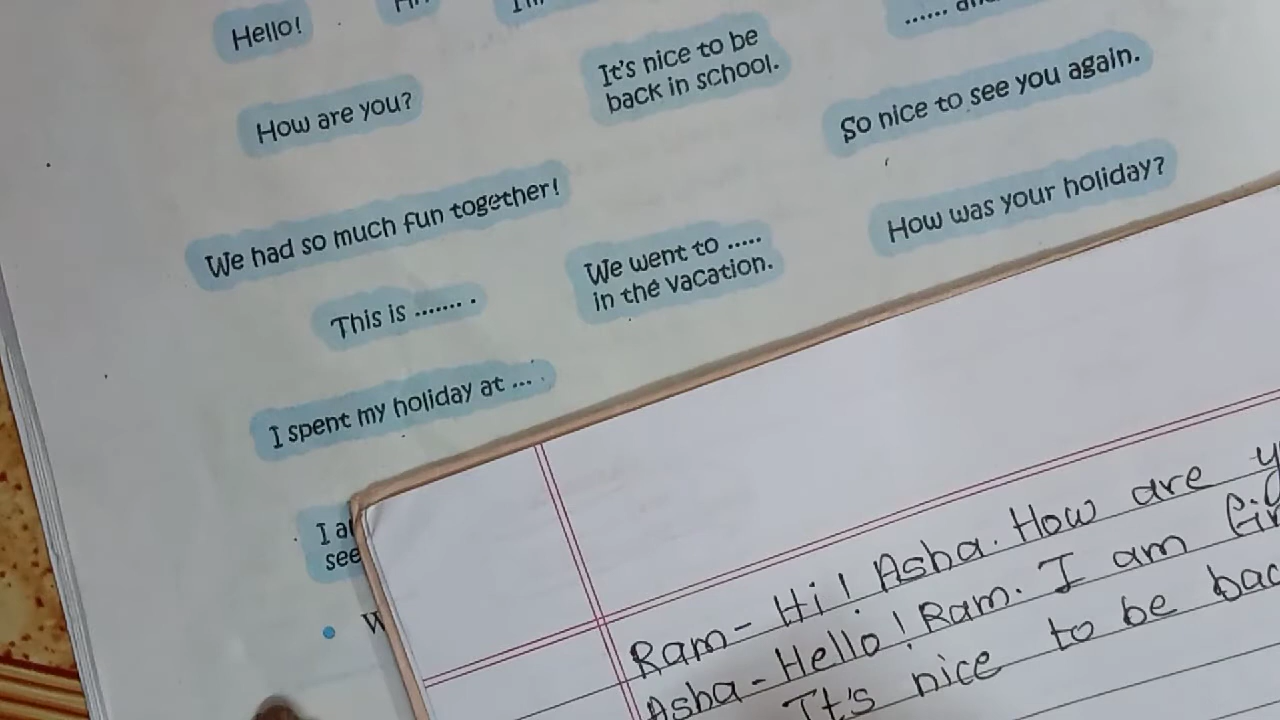 Hello!
How are you?
It's nice to be
back in school.
So nice to see you again.
We had so much fun together!
We went to .....
in the vacation.
How was your holiday?
This is ....... .
I spent my holiday at ... .
see
Ram - Hi! Asha. How are
Asha - Hello! Ram. I am
It's nice to be